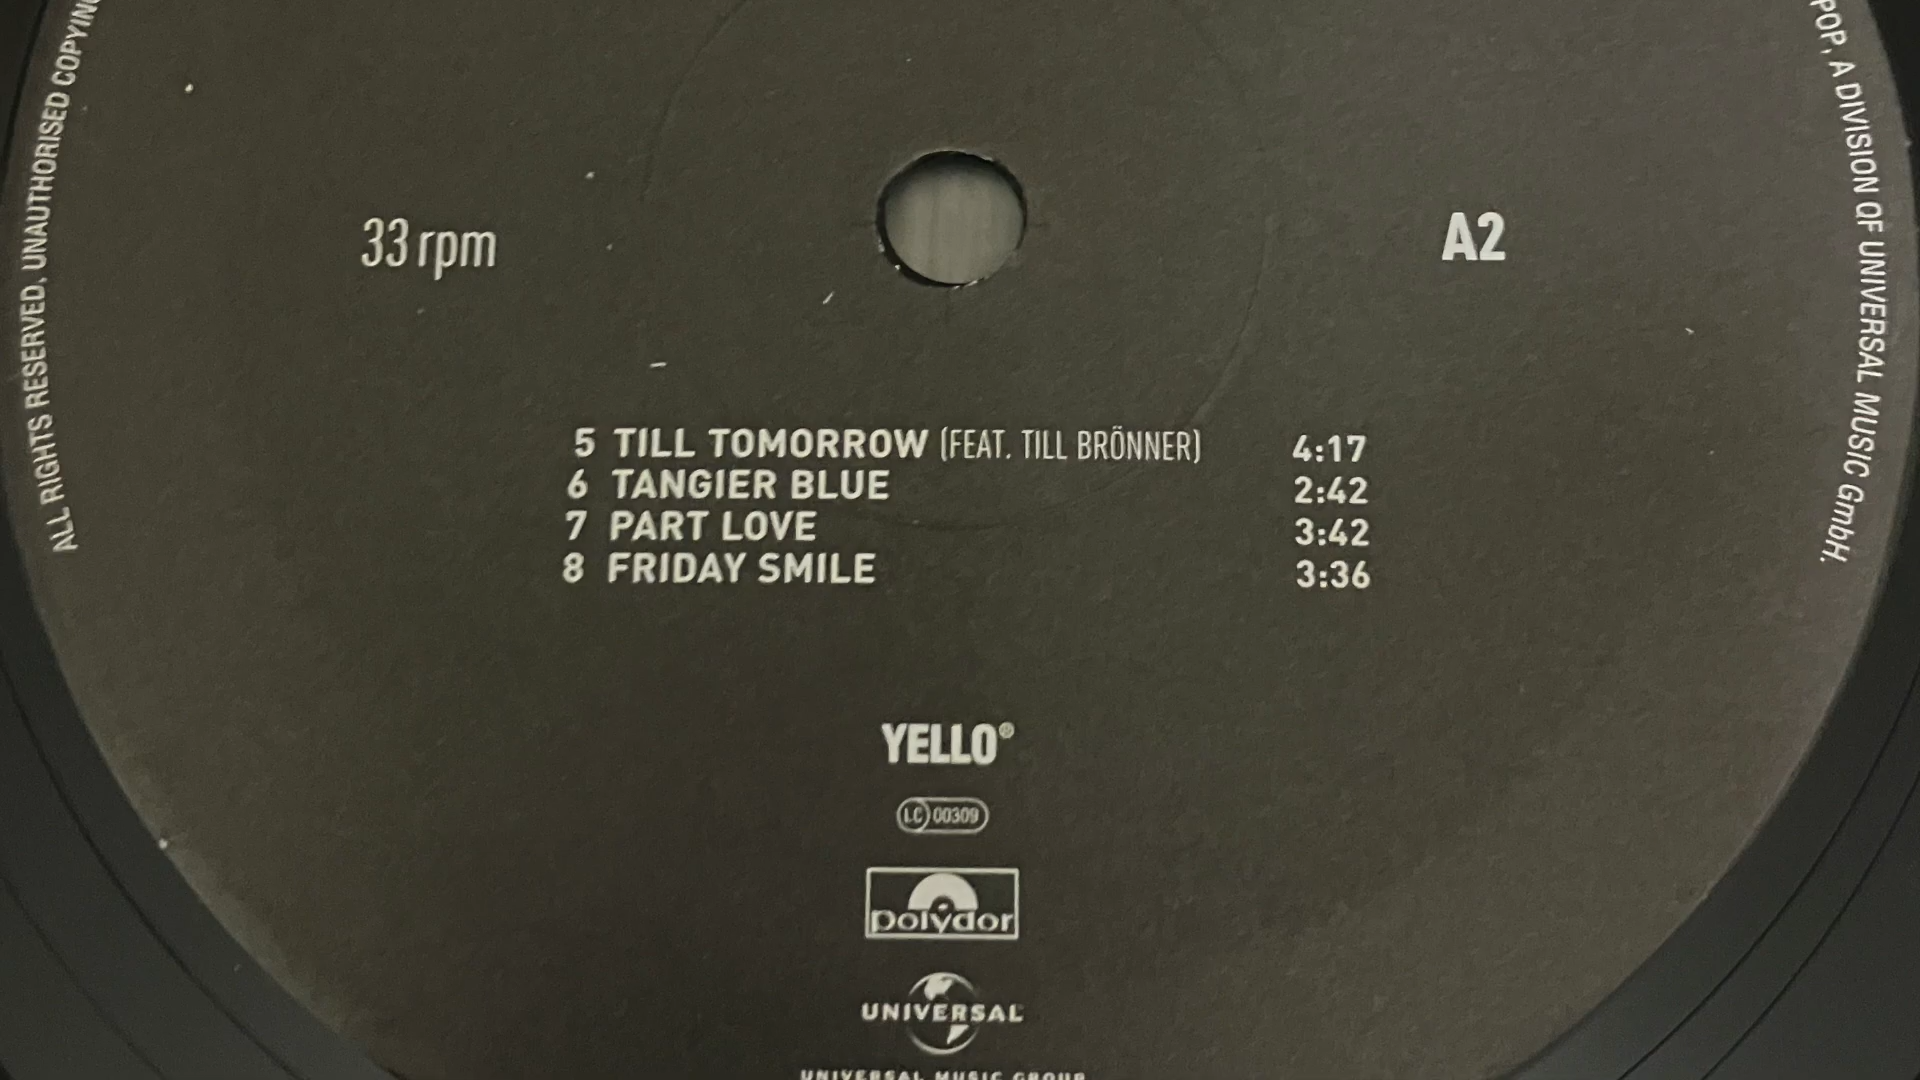 ALL RIGHTS RESERVED, UNAUTHORISED COPYING
POP, A DIVISION OF UNIVERSAL MUSIC GmbH.
33 rpm
A2
5 TILL TOMORROW (FEAT. TILL BRÖNNER) 4:17
6 TANGIER BLUE 2:42
7 PART LOVE 3:42
8 FRIDAY SMILE 3:36
YELLO®
LC 00309
polydor
UNIVERSAL
UNIVERSAL MUSIC GROUP